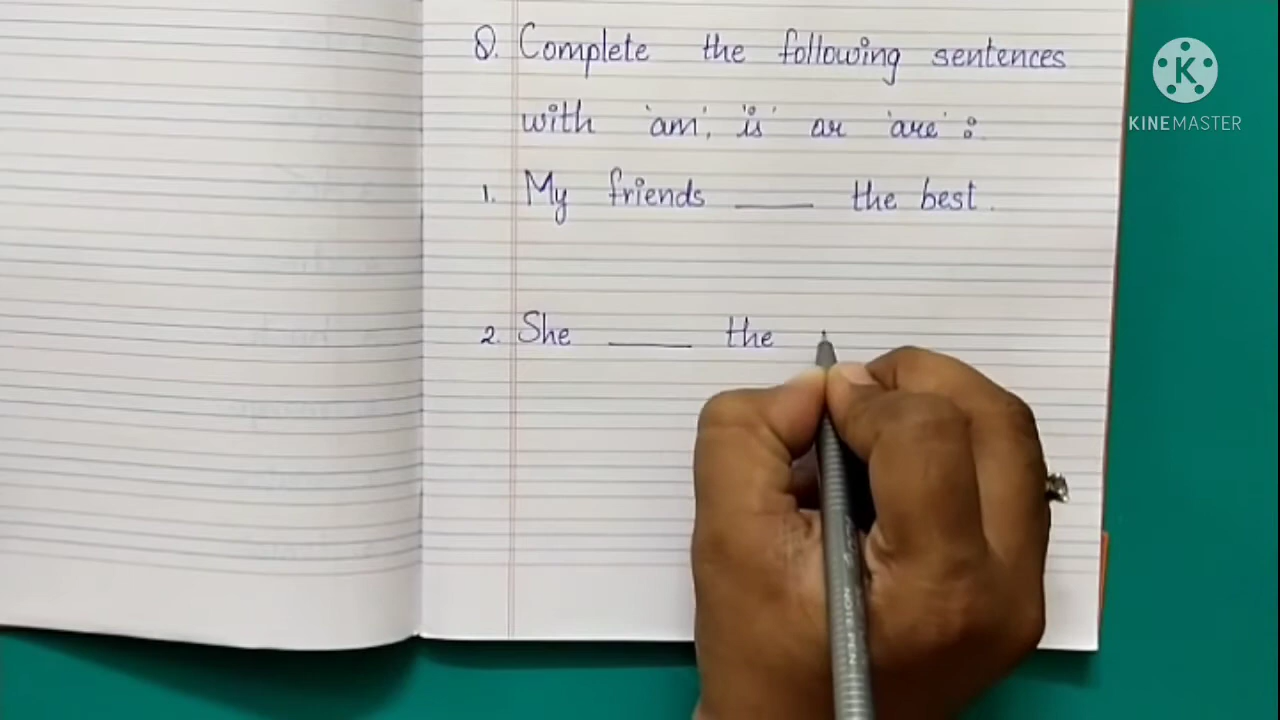 Q. Complete the following sentences
with 'am', 'is' or 'are' :
1. My friends ____ the best.
2. She ____ the
K
KINEMASTER